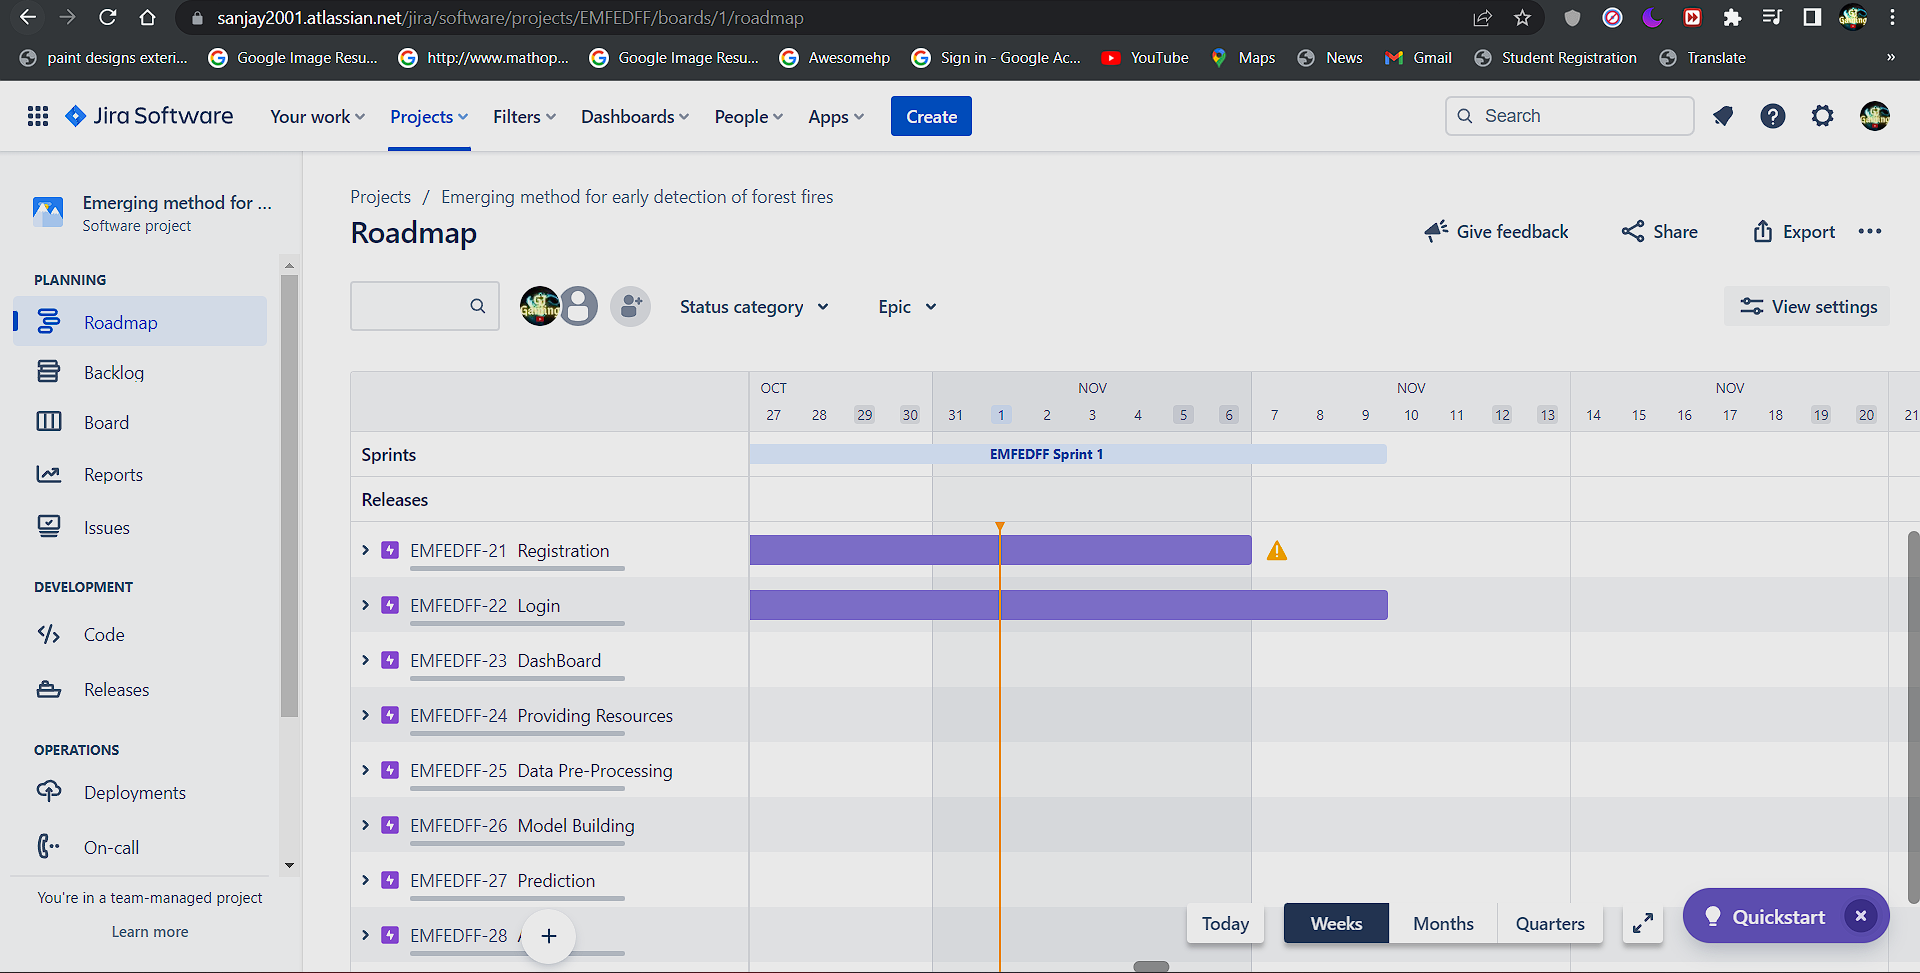 sanjay2001.atlassian.net/jira/software/projects/EMFEDFF/boards/1/roadmap
paint designs exteri... Google Image Resu... http://www.mathop... Google Image Resu... Awesomehp Sign in - Google Ac... YouTube Maps News Gmail Student Registration Translate »
Jira Software Your work Projects Filters Dashboards People Apps Create Search
Emerging method for ...
Software project
PLANNING
Roadmap
Backlog
Board
Reports
Issues
DEVELOPMENT
Code
Releases
OPERATIONS
Deployments
On-call
You're in a team-managed project
Learn more
Projects / Emerging method for early detection of forest fires
Roadmap
Give feedback Share Export
Status category Epic View settings
OCT NOV NOV NOV
27 28 29 30 31 1 2 3 4 5 6 7 8 9 10 11 12 13 14 15 16 17 18 19 20 21
Sprints EMFEDFF Sprint 1
Releases
EMFEDFF-21 Registration
EMFEDFF-22 Login
EMFEDFF-23 DashBoard
EMFEDFF-24 Providing Resources
EMFEDFF-25 Data Pre-Processing
EMFEDFF-26 Model Building
EMFEDFF-27 Prediction
EMFEDFF-28
Today Weeks Months Quarters Quickstart